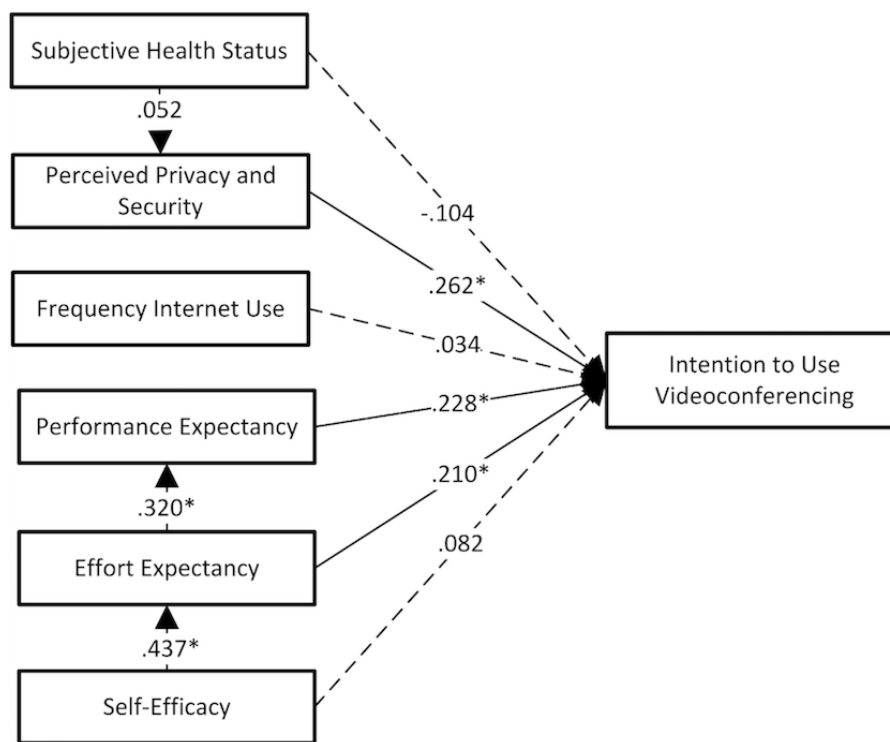 Subjective Health Status
.052
Perceived Privacy and
Security
-.104
.262*
Frequency Internet Use
.034
Intention to Use
Videoconferencing
Performance Expectancy
.228*
.210*
.320*
.082
Effort Expectancy
.437*
Self-Efficacy